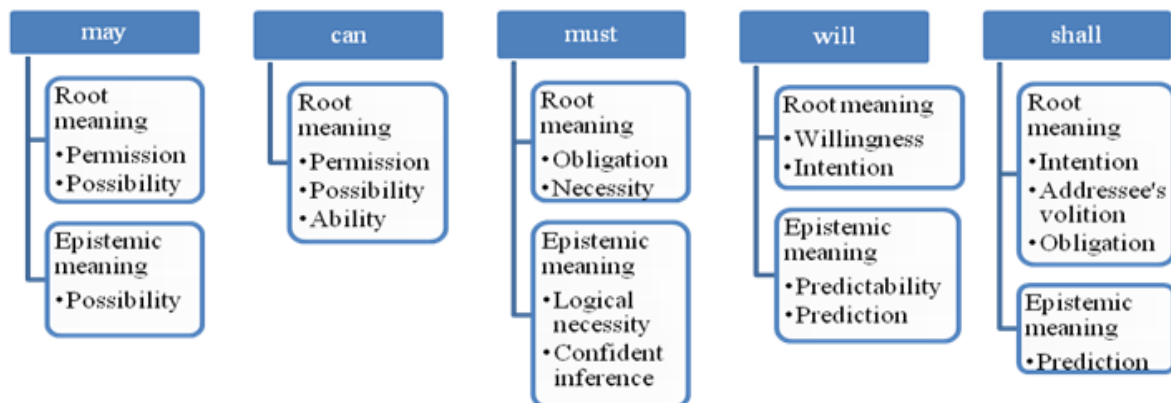 may
Root
meaning
•Permission
•Possibility
Epistemic
meaning
•Possibility
can
Root
meaning
•Permission
•Possibility
•Ability
must
Root
meaning
•Obligation
•Necessity
Epistemic
meaning
•Logical
necessity
•Confident
inference
will
Root meaning
•Willingness
•Intention
Epistemic
meaning
•Predictability
•Prediction
shall
Root
meaning
•Intention
•Addressee's
volition
•Obligation
Epistemic
meaning
•Prediction